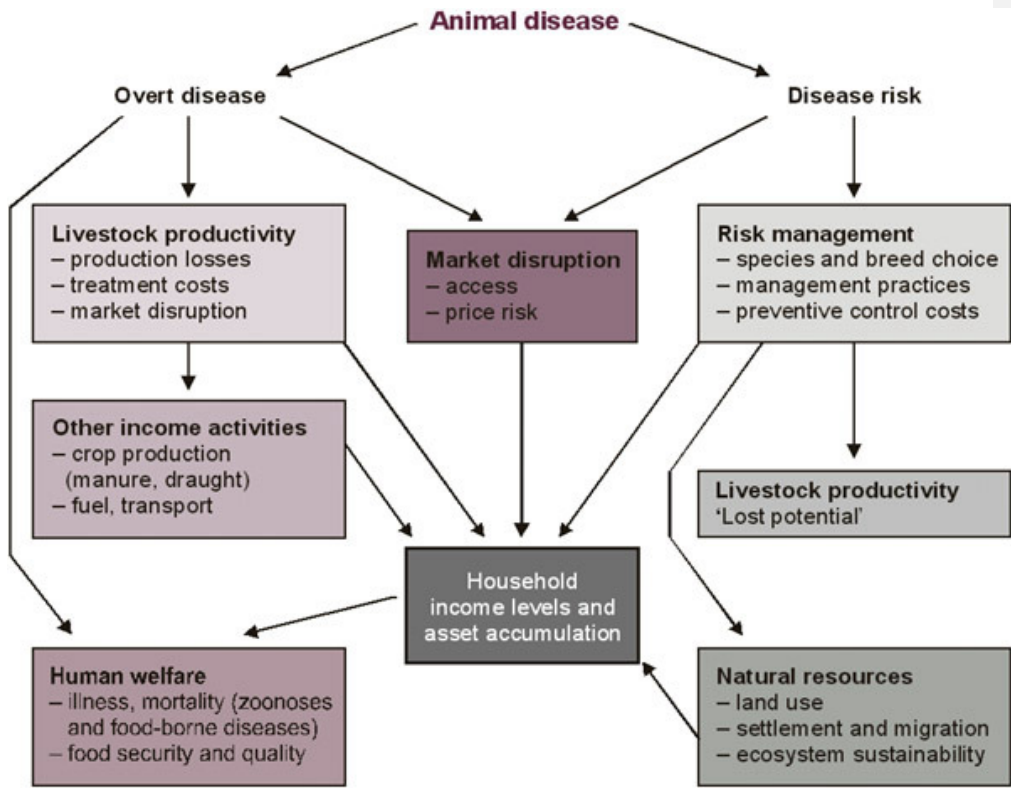 Animal disease
Overt disease
Disease risk
Livestock productivity
– production losses
– treatment costs
– market disruption
Market disruption
– access
– price risk
Risk management
– species and breed choice
– management practices
– preventive control costs
Other income activities
– crop production
(manure, draught)
– fuel, transport
Livestock productivity
‘Lost potential’
Household
income levels and
asset accumulation
Human welfare
– illness, mortality (zoonoses
and food-borne diseases)
– food security and quality
Natural resources
– land use
– settlement and migration
– ecosystem sustainability